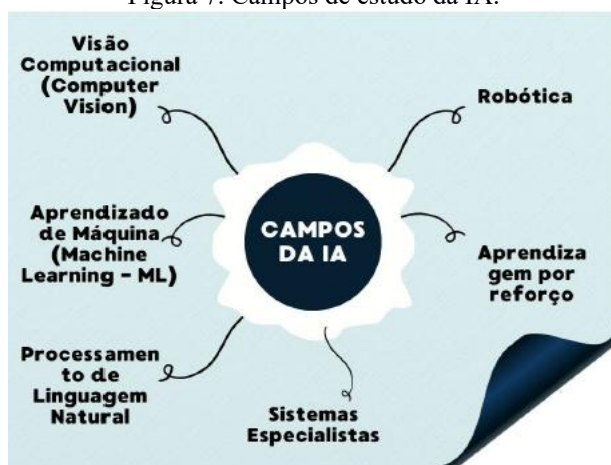 Figura 7. Campos de estudo da IA.
Visão
Computacional
(Computer
Vision)
Robótica
Aprendizado
de Máquina
(Machine
Learning - ML)
CAMPOS
DA IA
Aprendiza
gem por
reforço
Processamen
to de
Linguagem
Natural
Sistemas
Especialistas